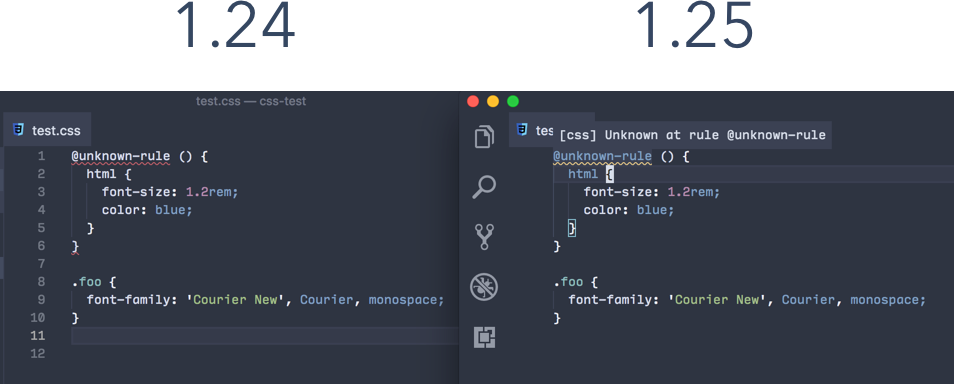 1.24
1.25
test.css — css-test
test.css
1 @unknown-rule () {
2 html {
3 font-size: 1.2rem;
4 color: blue;
5 }
6 }
7
8 .foo {
9 font-family: 'Courier New', Courier, monospace;
10 }
11
12
tes
[css] Unknown at rule @unknown-rule
@unknown-rule () {
html {
font-size: 1.2rem;
color: blue;
}
}
.foo {
font-family: 'Courier New', Courier, monospace;
}